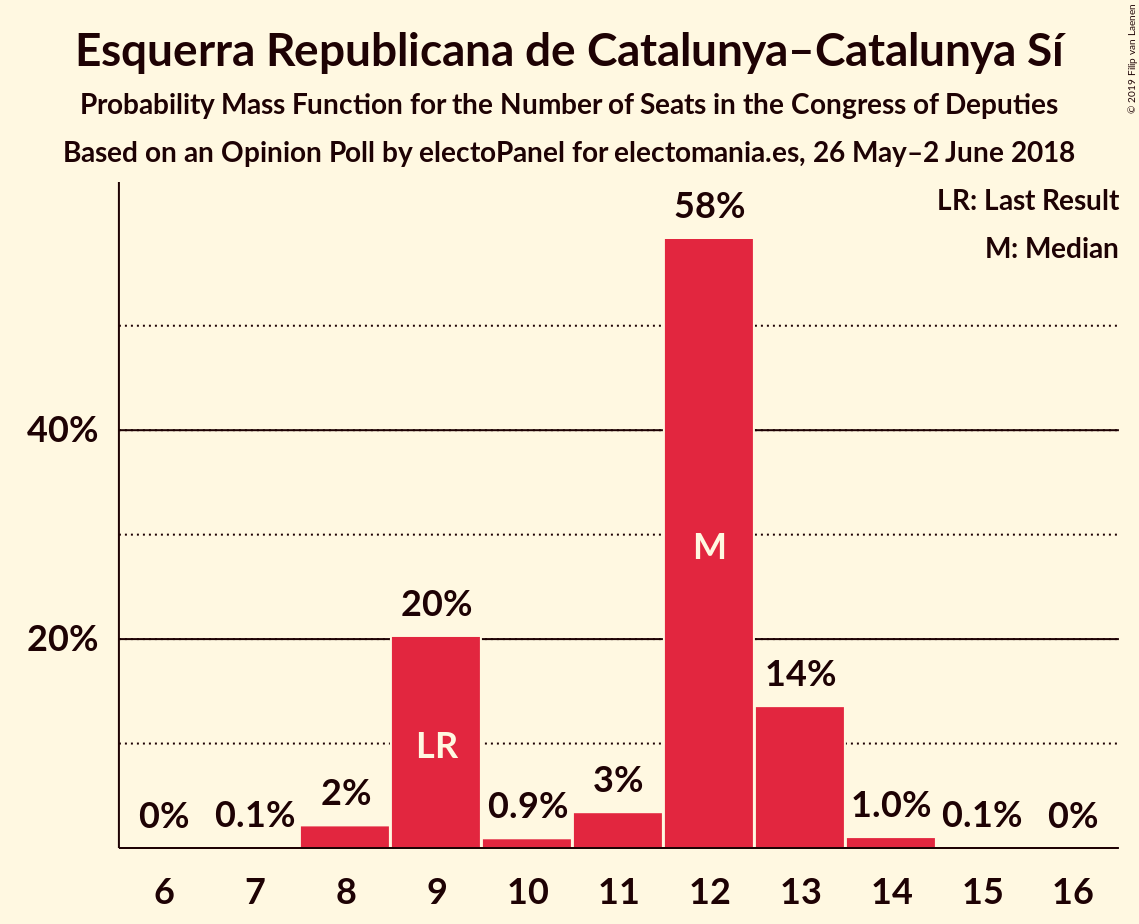 Esquerra Republicana de Catalunya–Catalunya Sí
Probability Mass Function for the Number of Seats in the Congress of Deputies
Based on an Opinion Poll by electoPanel for electomania.es, 26 May–2 June 2018
© 2019 Filip van Laenen
LR: Last Result
M: Median
40%
20%
0%
0.1%
2%
20%
LR
0.9%
3%
58%
M
14%
1.0%
0.1%
0%
6 7 8 9 10 11 12 13 14 15 16